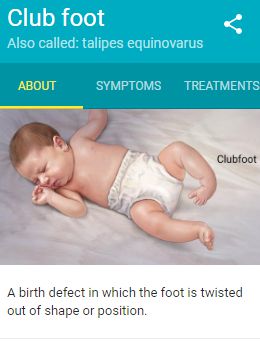 Club foot
Also called: talipes equinovarus
ABOUT
SYMPTOMS
TREATMENTS
Clubfoot
A birth defect in which the foot is twisted
out of shape or position.